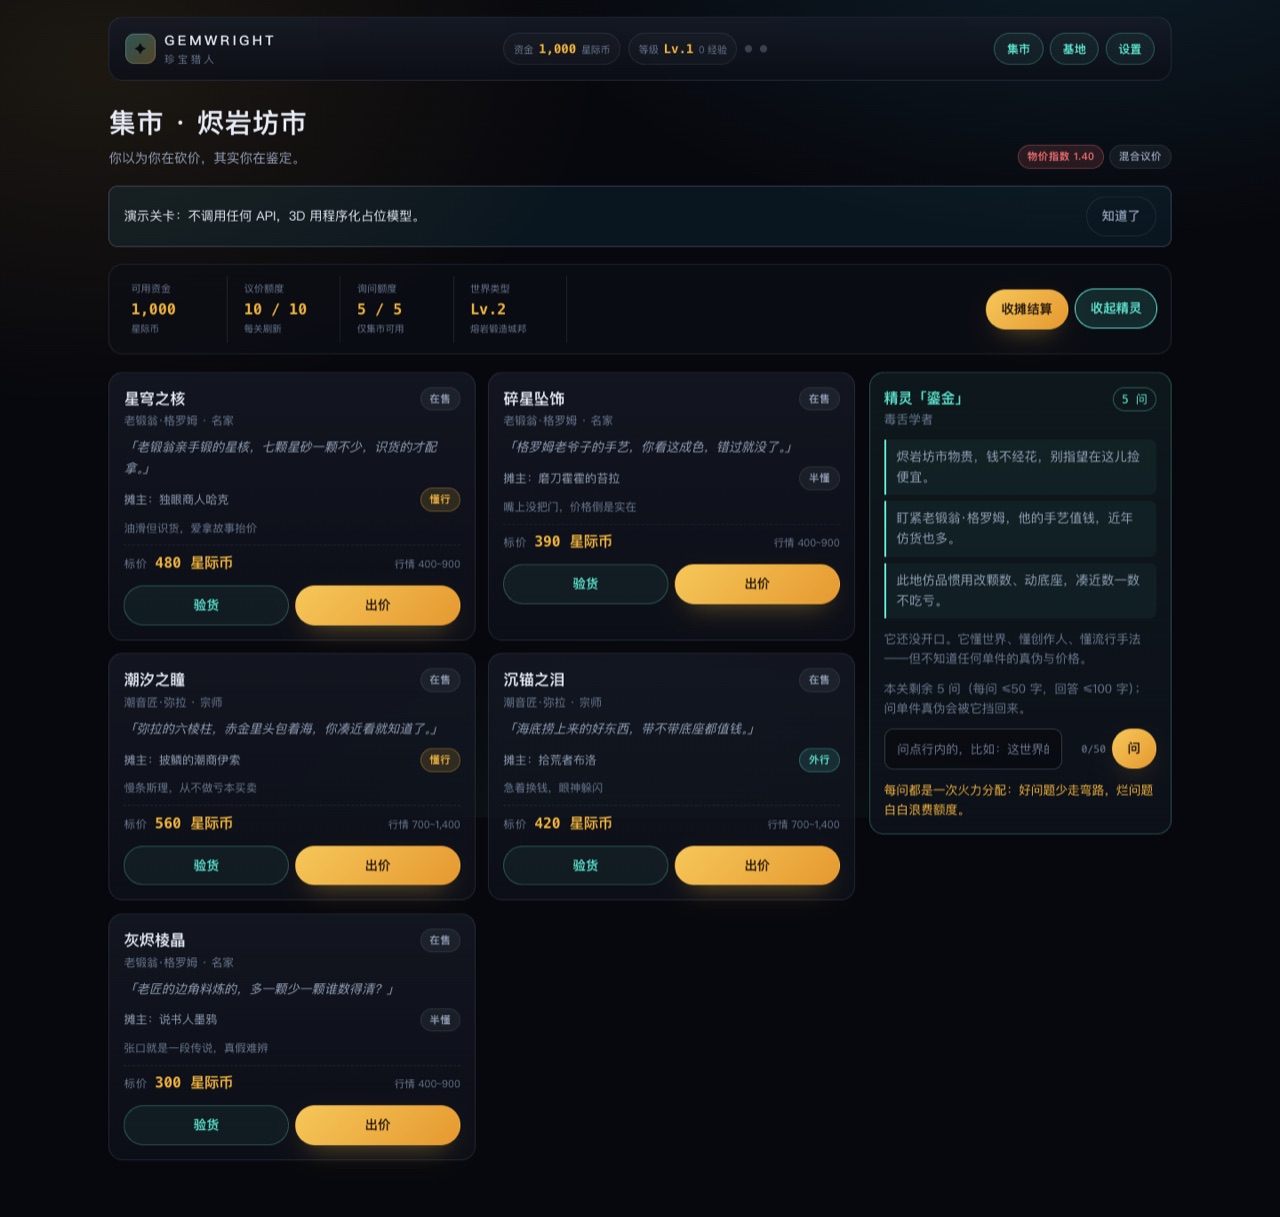 GEMWRIGHT
珍宝猎人
资金 1,000 星际币
等级 Lv.1 0 经验
集市
基地
设置
集市 · 烬岩坊市
你以为你在砍价，其实你在鉴定。
物价指数 1.40
混合议价
演示关卡：不调用任何 API，3D 用程序化占位模型。
知道了
可用资金
1,000
星际币
议价额度
10 / 10
每关刷新
询问额度
5 / 5
仅集市可用
世界类型
Lv.2
熔岩锻造城邦
收摊结算
收起精灵
星穹之核
在售
老锻翁·格罗姆 · 名家
「老锻翁亲手锻的星核，七颗星砂一颗不少，识货的才配
拿。」
摊主：独眼商人哈克
懂行
油滑但识货，爱拿故事抬价
标价 480 星际币
行情 400~900
验货
出价
碎星坠饰
在售
老锻翁·格罗姆 · 名家
「格罗姆老爷子的手艺，你看这成色，错过就没了。」
摊主：磨刀霍霍的苔拉
半懂
嘴上没把门，价格倒是实在
标价 390 星际币
行情 400~900
验货
出价
潮汐之瞳
在售
潮音匠·弥拉 · 宗师
「弥拉的六棱柱，赤金里头包着海，你凑近看就知道了。」
摊主：披鳞的潮商伊索
懂行
慢条斯理，从不做亏本买卖
标价 560 星际币
行情 700~1,400
验货
出价
沉锚之泪
在售
潮音匠·弥拉 · 宗师
「海底捞上来的好东西，带不带底座都值钱。」
摊主：拾荒者布洛
外行
急着换钱，眼神躲闪
标价 420 星际币
行情 700~1,400
验货
出价
灰烬棱晶
在售
老锻翁·格罗姆 · 名家
「老匠的边角料炼的，多一颗少一颗谁数得清？」
摊主：说书人墨鸦
半懂
张口就是一段传说，真假难辨
标价 300 星际币
行情 400~900
验货
出价
精灵「鎏金」
5 问
毒舌学者
烬岩坊市物贵，钱不经花，别指望在这儿捡
便宜。
盯紧老锻翁·格罗姆，他的手艺值钱，近年
仿货也多。
此地仿品惯用改颗数、动底座，凑近数一数
不吃亏。
它还没开口。它懂世界、懂创作人、懂流行手法
——但不知道任何单件的真伪与价格。
本关剩余 5 问（每问 ≤50 字，回答 ≤100 字）；
问单件真伪会被它挡回来。
问点行内的，比如：这世界
0/50
问
每问都是一次火力分配：好问题少走弯路，烂问题
白白浪费额度。